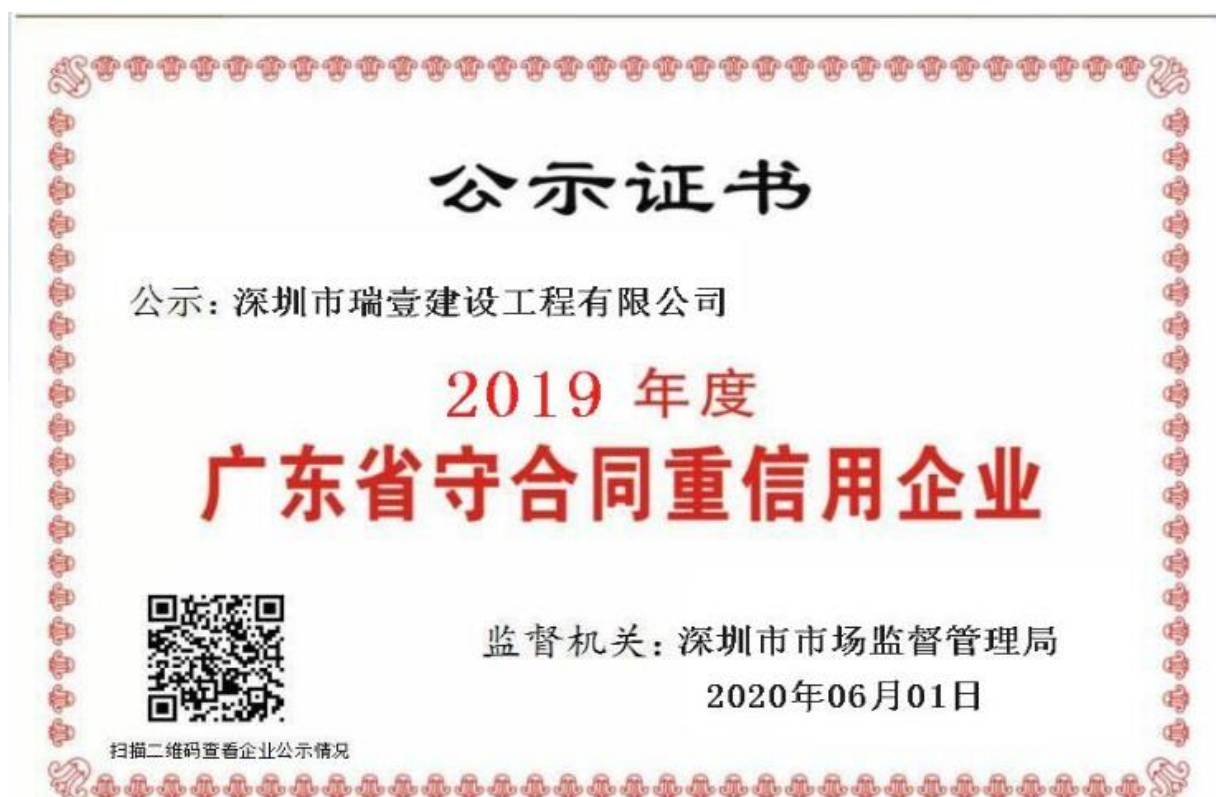 公示证书
公示：深圳市瑞壹建设工程有限公司
2019 年度
广东省守合同重信用企业
监督机关：深圳市市场监督管理局
2020年06月01日
扫描二维码查看企业公示情况